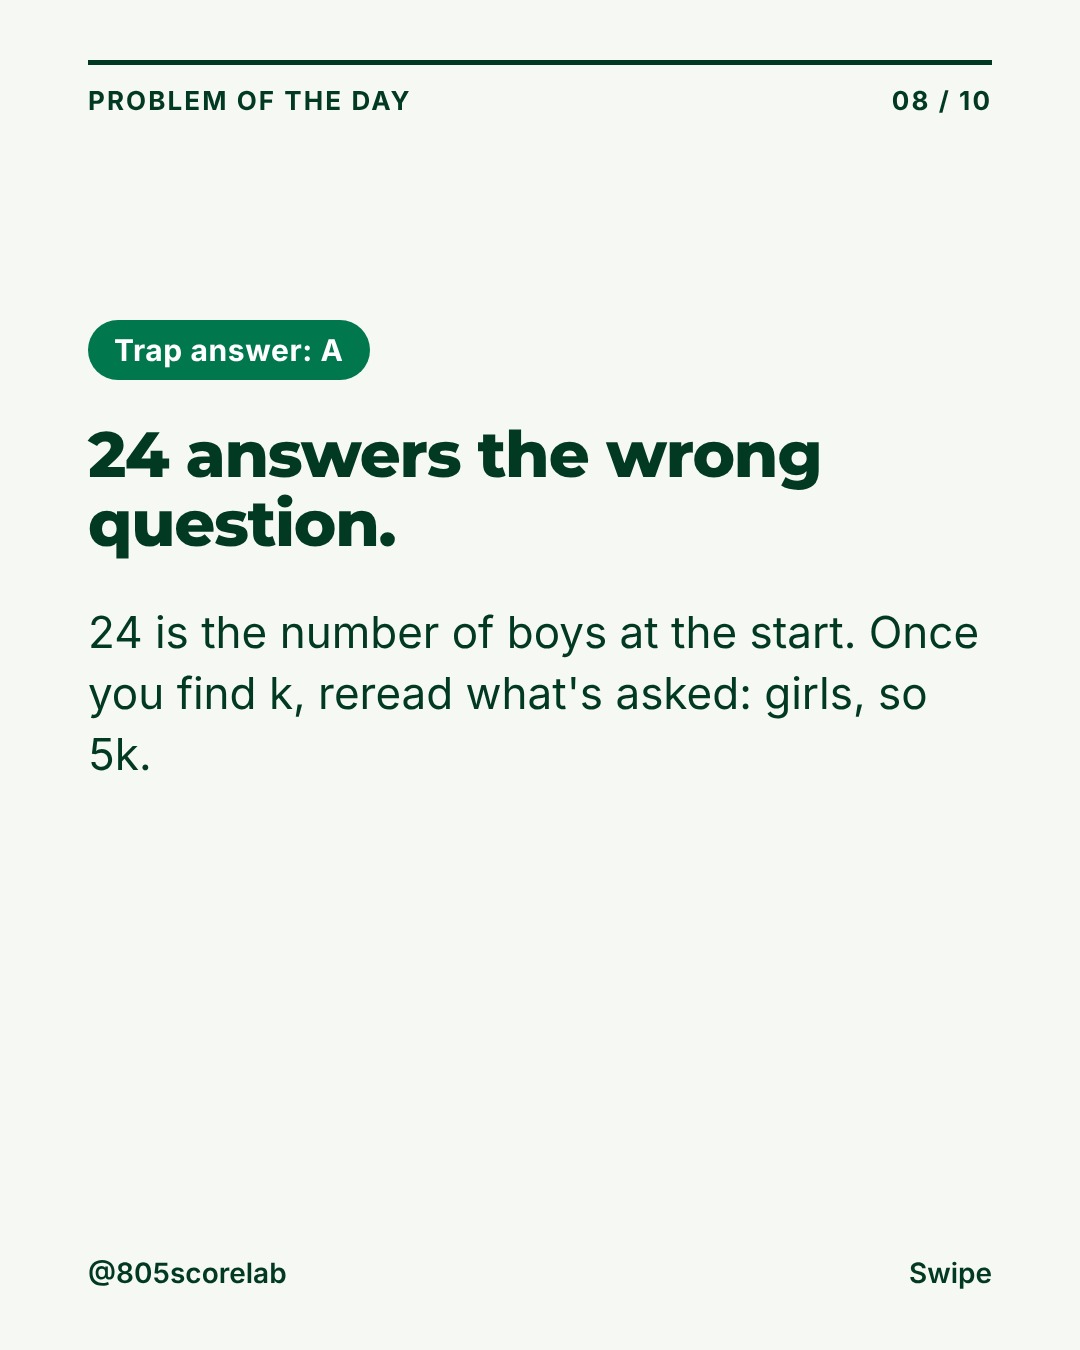 PROBLEM OF THE DAY
08 / 10
Trap answer: A
24 answers the wrong
question.
24 is the number of boys at the start. Once
you find k, reread what's asked: girls, so
5k.
@805scorelab
Swipe